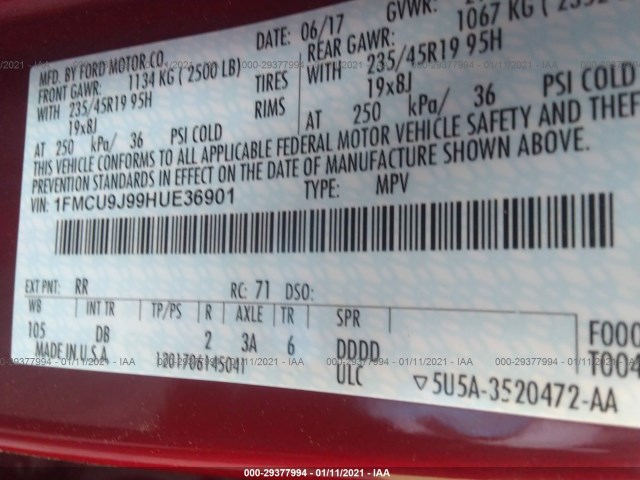 MFD. BY FORD MOTOR CO.
DATE: 06/17 GVWR:
FRONT GAWR: 1134 KG ( 2500 LB)
REAR GAWR: 1067 KG (
WITH 235/45R19 95H TIRES
WITH 235/45R19 95H
19x8J RIMS
19x8J
AT 250 kPa/ 36 PSI COLD
AT 250 kPa/ 36 PSI COLD
THIS VEHICLE CONFORMS TO ALL APPLICABLE FEDERAL MOTOR VEHICLE SAFETY AND THEFT
PREVENTION STANDARDS IN EFFECT ON THE DATE OF MANUFACTURE SHOWN ABOVE.
VIN: 1FMCU9J99HUE36901 TYPE: MPV
EXT PNT: RR RC: 71 DSO:
WB INT TR TP/PS R AXLE TR SPR
105 DB 2 3A 6 DDDD
MADE IN U.S.A. ULC
▽5U5A-3520472-AA
000-29377994 - 01/11/2021 - IAA